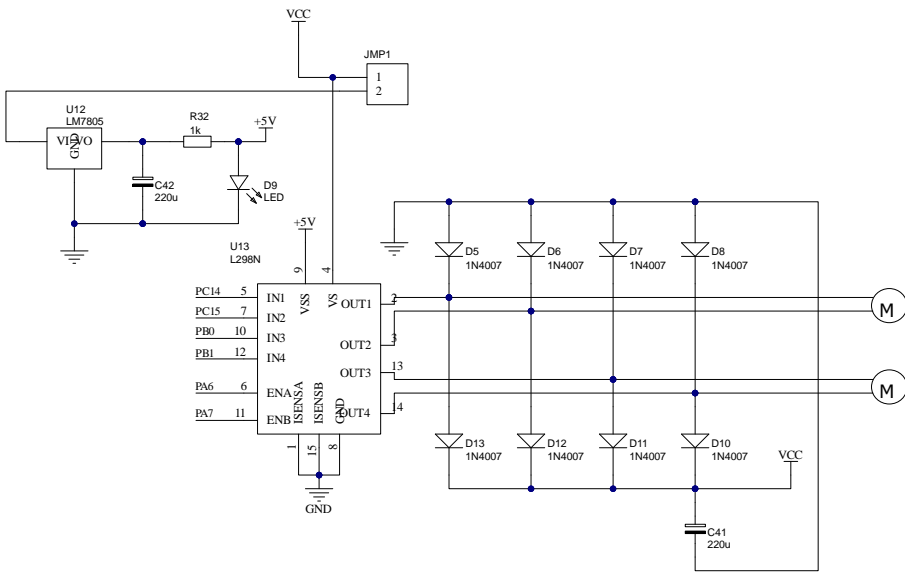 VCC
JMP1
1
2
U12
LM7805
VI VO
GND
R32
1k
+5V
C42
220u
D9
LED
U13
L298N
+5V
9
4
VSS
VS
PC14 5 IN1
PC15 7 IN2
PB0 10 IN3
PB1 12 IN4
PA6 6 ENA
PA7 11 ENB
OUT1 2
OUT2 3
OUT3 13
OUT4 14
ISENSA
ISENSB
GND
1
15
8
GND
D5
1N4007
D6
1N4007
D7
1N4007
D8
1N4007
M
M
D13
1N4007
D12
1N4007
D11
1N4007
D10
1N4007
VCC
C41
220u